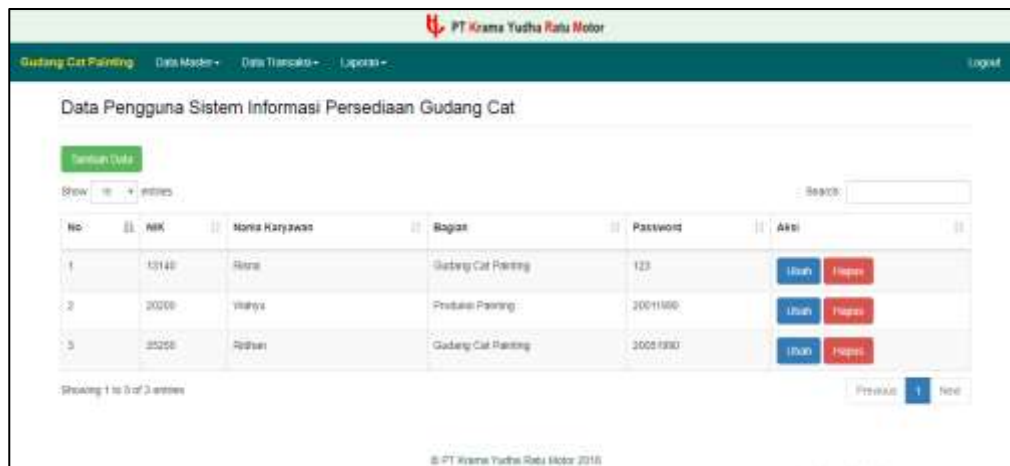 PT Krama Yudha Ratu Motor
Gudang Cat Painting Data Master Data Transaksi Laporan Logout
Data Pengguna Sistem Informasi Persediaan Gudang Cat
Tambah Data
Show 10 entries Search:
No NIK Nama Karyawan Bagian Password Aksi
1 13140 Gudang Cat Painting 123 Ubah Hapus
2 20200 Wahyu Produksi Painting Ubah Hapus
3 25250 Gudang Cat Painting Ubah Hapus
Showing 1 to 3 of 3 entries Previous 1 Next
© PT Krama Yudha Ratu Motor 2018